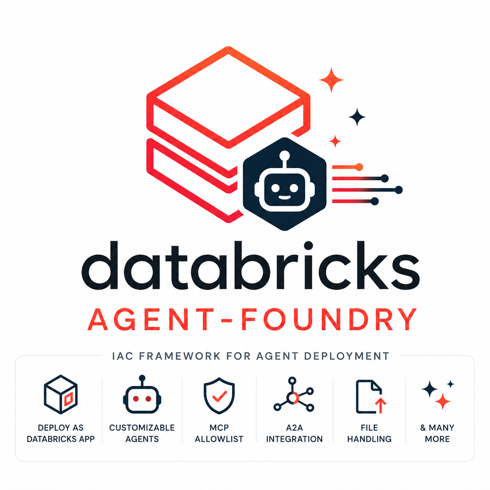 databricks
AGENT-FOUNDRY
IAC FRAMEWORK FOR AGENT DEPLOYMENT
DEPLOY AS
DATABRICKS APP
CUSTOMIZABLE
AGENTS
MCP
ALLOWLIST
A2A
INTEGRATION
FILE
HANDLING
& MANY
MORE